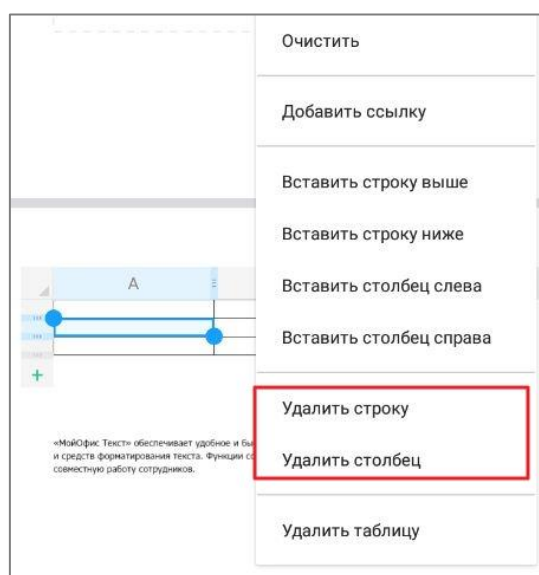 Очистить
Добавить ссылку
Вставить строку выше
Вставить строку ниже
Вставить столбец слева
Вставить столбец справа
A
+
Удалить строку
Удалить столбец
Удалить таблицу
«МойОфис Текст» обеспечивает удобное и
и средств форматирования текста. Функции
совместную работу сотрудников.